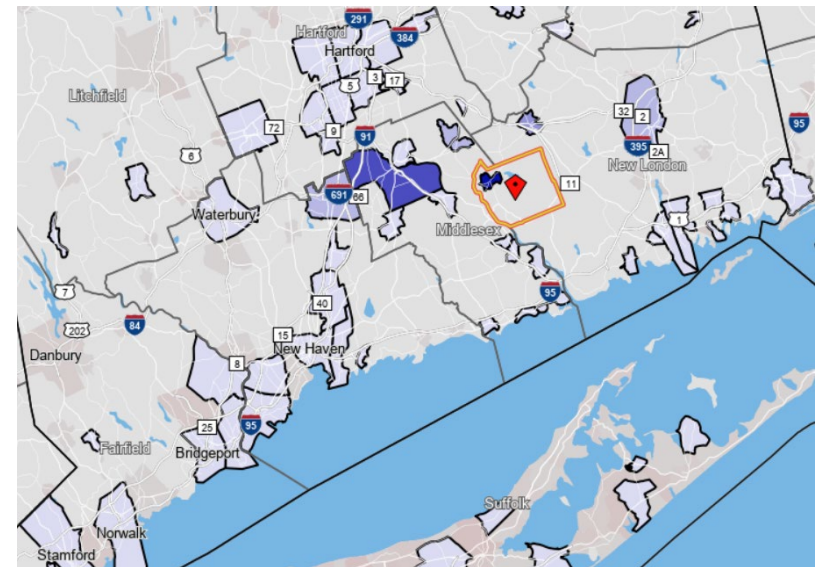 291
Hartford
384
Hartford
3
17
5
Litchfield
72
9
91
32
2
95
6
395
2A
New London
11
691
66
Waterbury
1
Middlesex
7
40
95
202
84
15
New Haven
Danbury
8
25
95
Fairfield
Bridgeport
Suffolk
Norwalk
Stamford